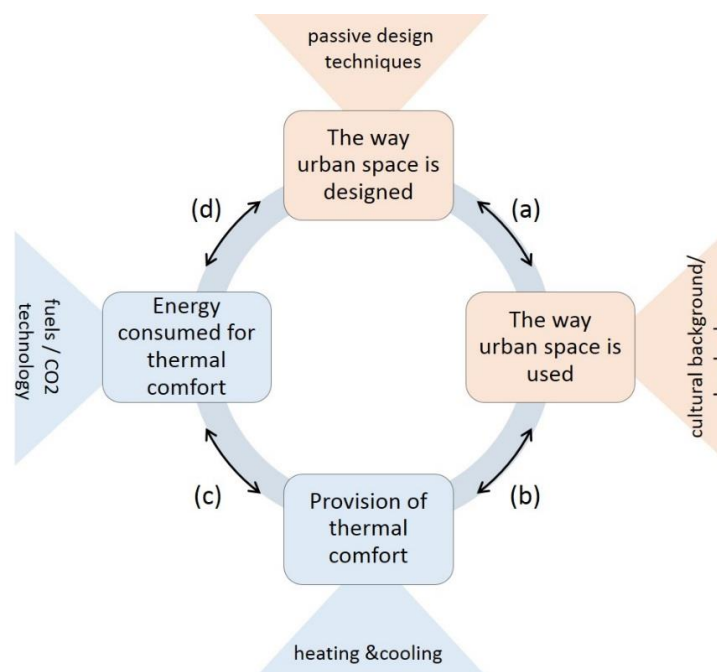 passive design
techniques
The way
urban space is
designed
(d)
(a)
fuels / CO2
technology
Energy
consumed for
thermal
comfort
The way
urban space is
used
cultural background/
(c)
(b)
Provision of
thermal
comfort
heating &cooling